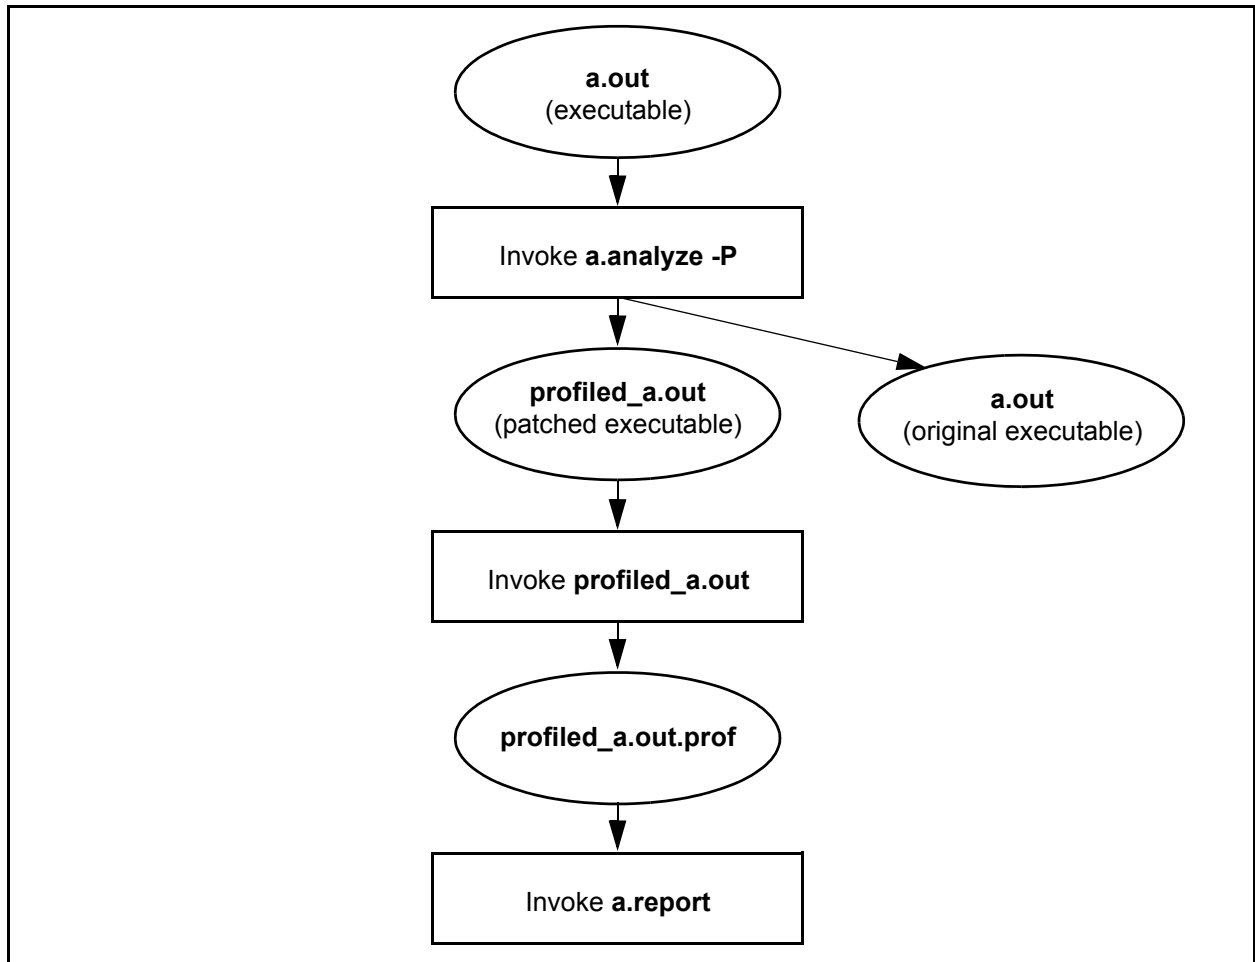 a.out
(executable)
Invoke a.analyze -P
profiled_a.out
(patched executable)
a.out
(original executable)
Invoke profiled_a.out
profiled_a.out.prof
Invoke a.report